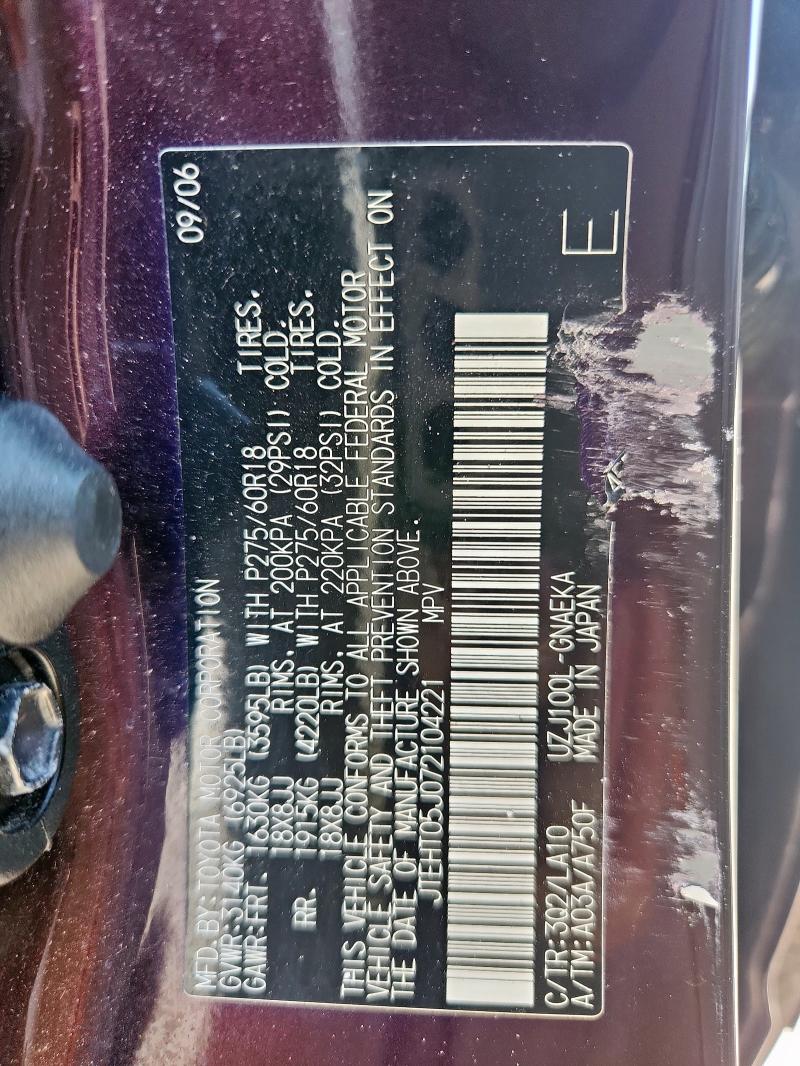 MFD. BY: TOYOTA MOTOR CORPORATION 09/06
GVWR: 3140KG (6925LB)
GAWR: FRT. 1630KG (3595LB) WITH P275/60R18 TIRES,
18X8JJ RIMS, AT 200KPA (29PSI) COLD.
RR. 1915KG (4220LB) WITH P275/60R18 TIRES,
18X8JJ RIMS, AT 220KPA (32PSI) COLD.
THIS VEHICLE CONFORMS TO ALL APPLICABLE FEDERAL MOTOR
VEHICLE SAFETY AND THEFT PREVENTION STANDARDS IN EFFECT ON
THE DATE OF MANUFACTURE SHOWN ABOVE.
JTEHT05J072104221 MPV
C/TR: 3Q2/LA10 UZJ100L-GNAEKA
A/TM: A03A/A750F MADE IN JAPAN
E